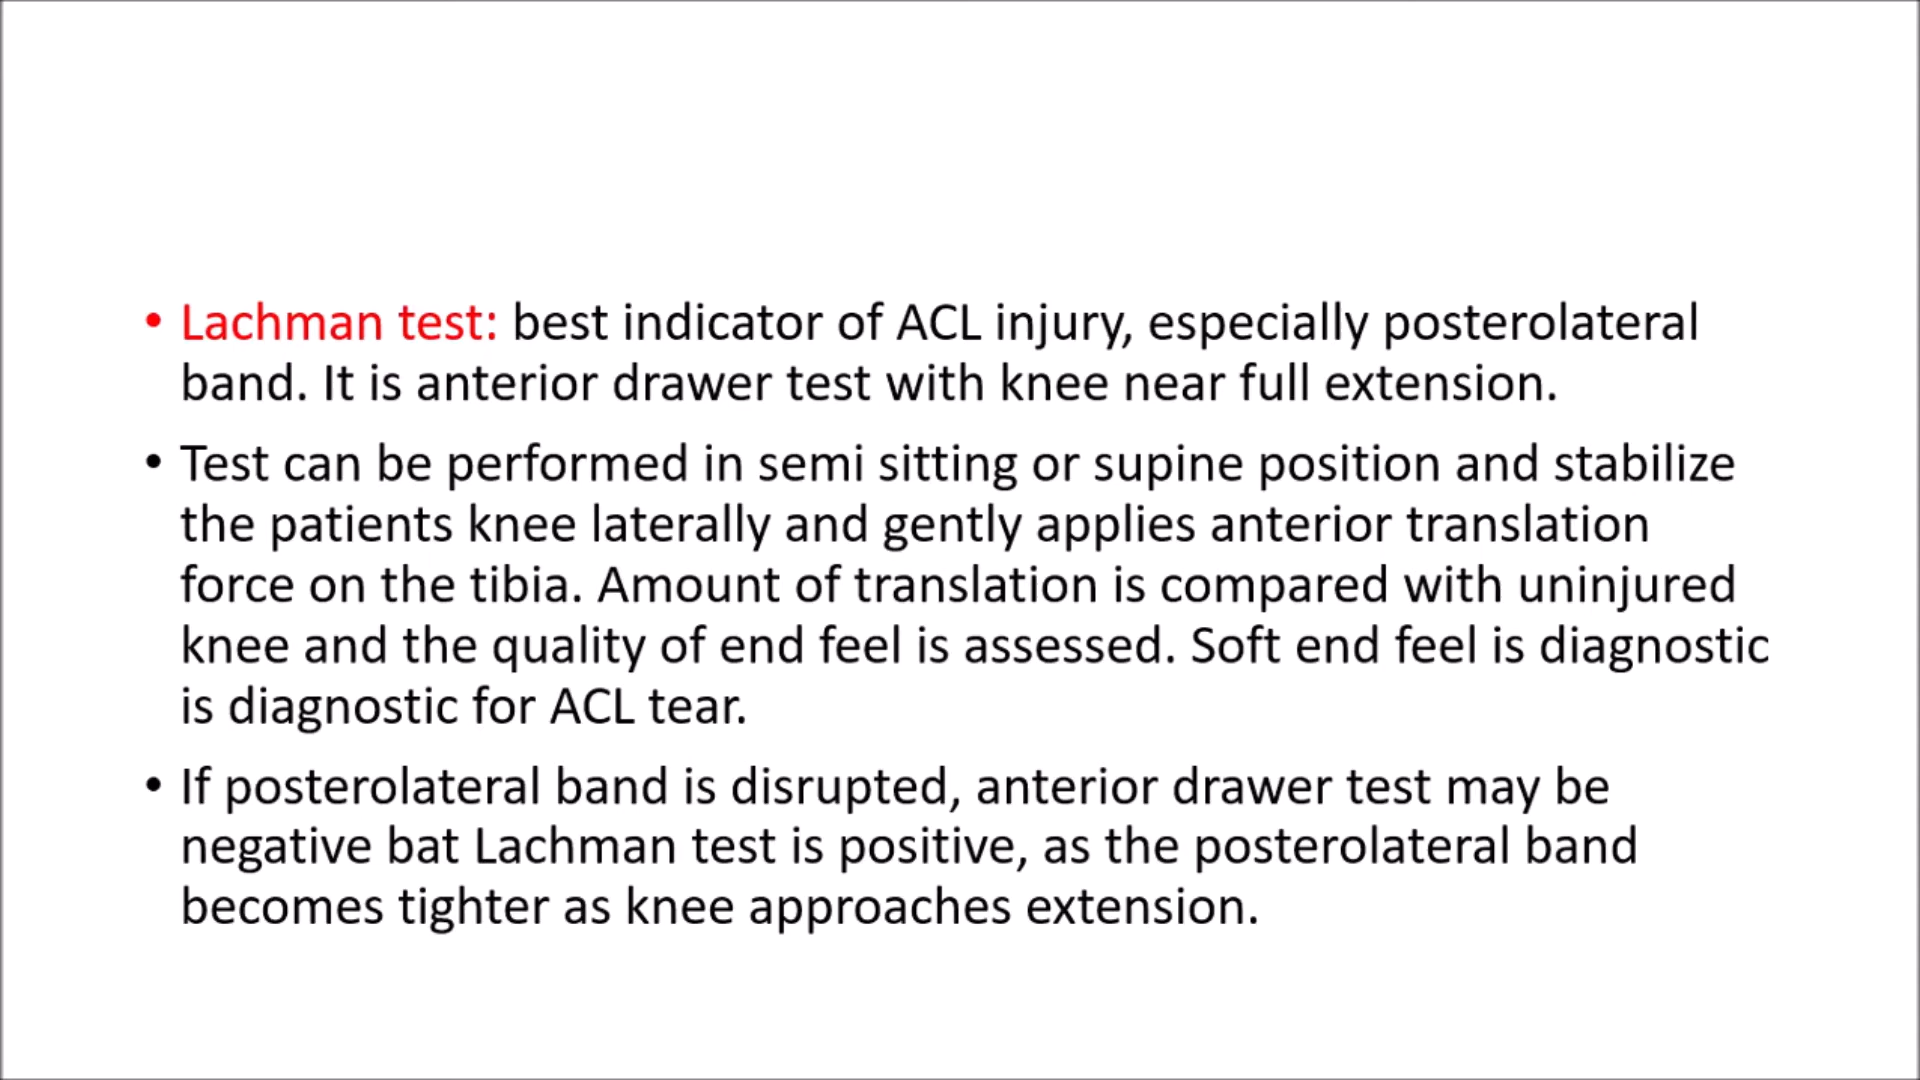 • Lachman test: best indicator of ACL injury, especially posterolateral
band. It is anterior drawer test with knee near full extension.
• Test can be performed in semi sitting or supine position and stabilize
the patients knee laterally and gently applies anterior translation
force on the tibia. Amount of translation is compared with uninjured
knee and the quality of end feel is assessed. Soft end feel is diagnostic
is diagnostic for ACL tear.
• If posterolateral band is disrupted, anterior drawer test may be
negative bat Lachman test is positive, as the posterolateral band
becomes tighter as knee approaches extension.